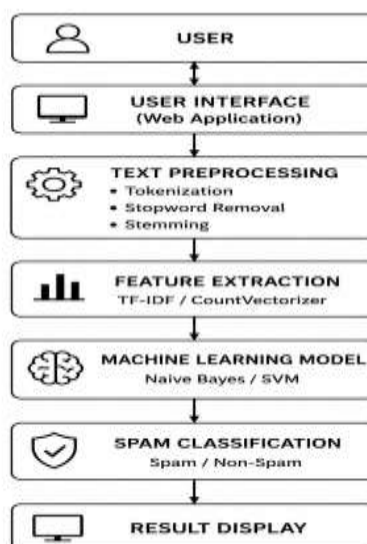 USER
USER INTERFACE
(Web Application)
TEXT PREPROCESSING
• Tokenization
• Stopword Removal
• Stemming
FEATURE EXTRACTION
TF-IDF / CountVectorizer
MACHINE LEARNING MODEL
Naive Bayes / SVM
SPAM CLASSIFICATION
Spam / Non-Spam
RESULT DISPLAY